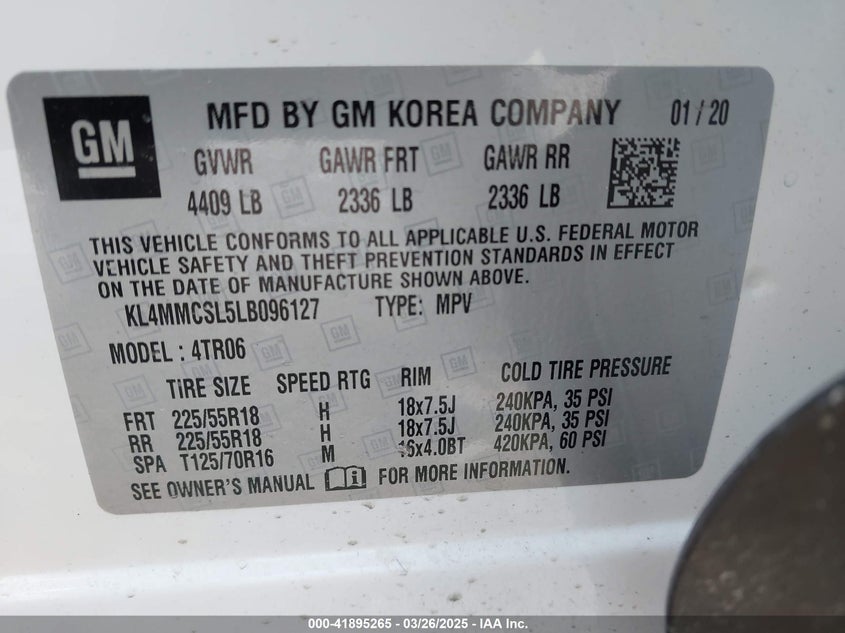 GM
MFD BY GM KOREA COMPANY 01/20
GVWR GAWR FRT GAWR RR
4409 LB 2336 LB 2336 LB
THIS VEHICLE CONFORMS TO ALL APPLICABLE U.S. FEDERAL MOTOR
VEHICLE SAFETY AND THEFT PREVENTION STANDARDS IN EFFECT
ON THE DATE OF MANUFACTURE SHOWN ABOVE.
KL4MMCSL5LB096127 TYPE: MPV
MODEL : 4TR06
TIRE SIZE SPEED RTG RIM COLD TIRE PRESSURE
FRT 225/55R18 H 18x7.5J 240KPA, 35 PSI
RR 225/55R18 H 18x7.5J 240KPA, 35 PSI
SPA T125/70R16 M 16x4.0BT 420KPA, 60 PSI
SEE OWNER'S MANUAL FOR MORE INFORMATION.
000-41895265 - 03/26/2025 - IAA Inc.